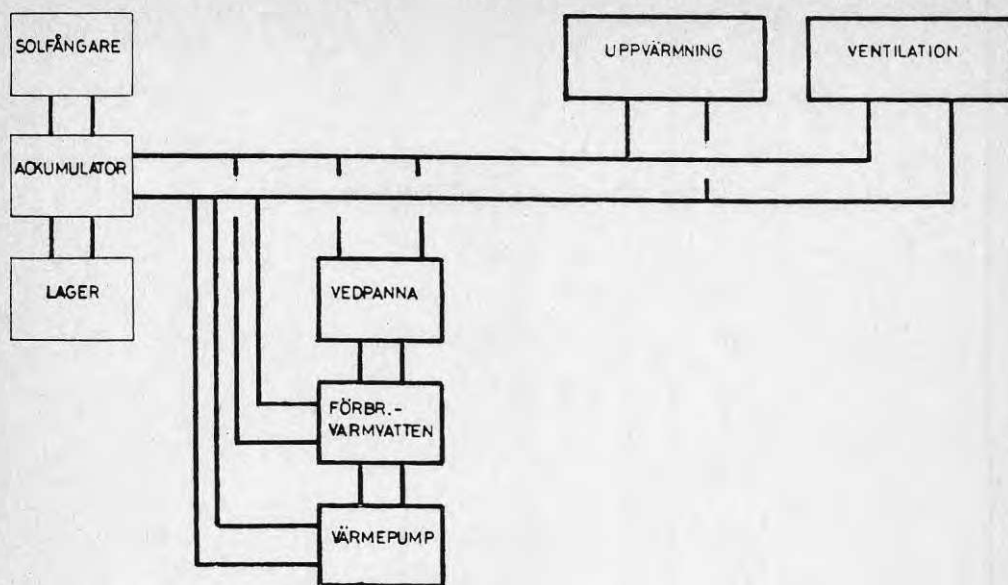 SOLFÅNGARE
UPPVÄRMNING
VENTILATION
ACKUMULATOR
LAGER
VEDPANNA
FÖRBR.-
VARMVATTEN
VÄRMEPUMP